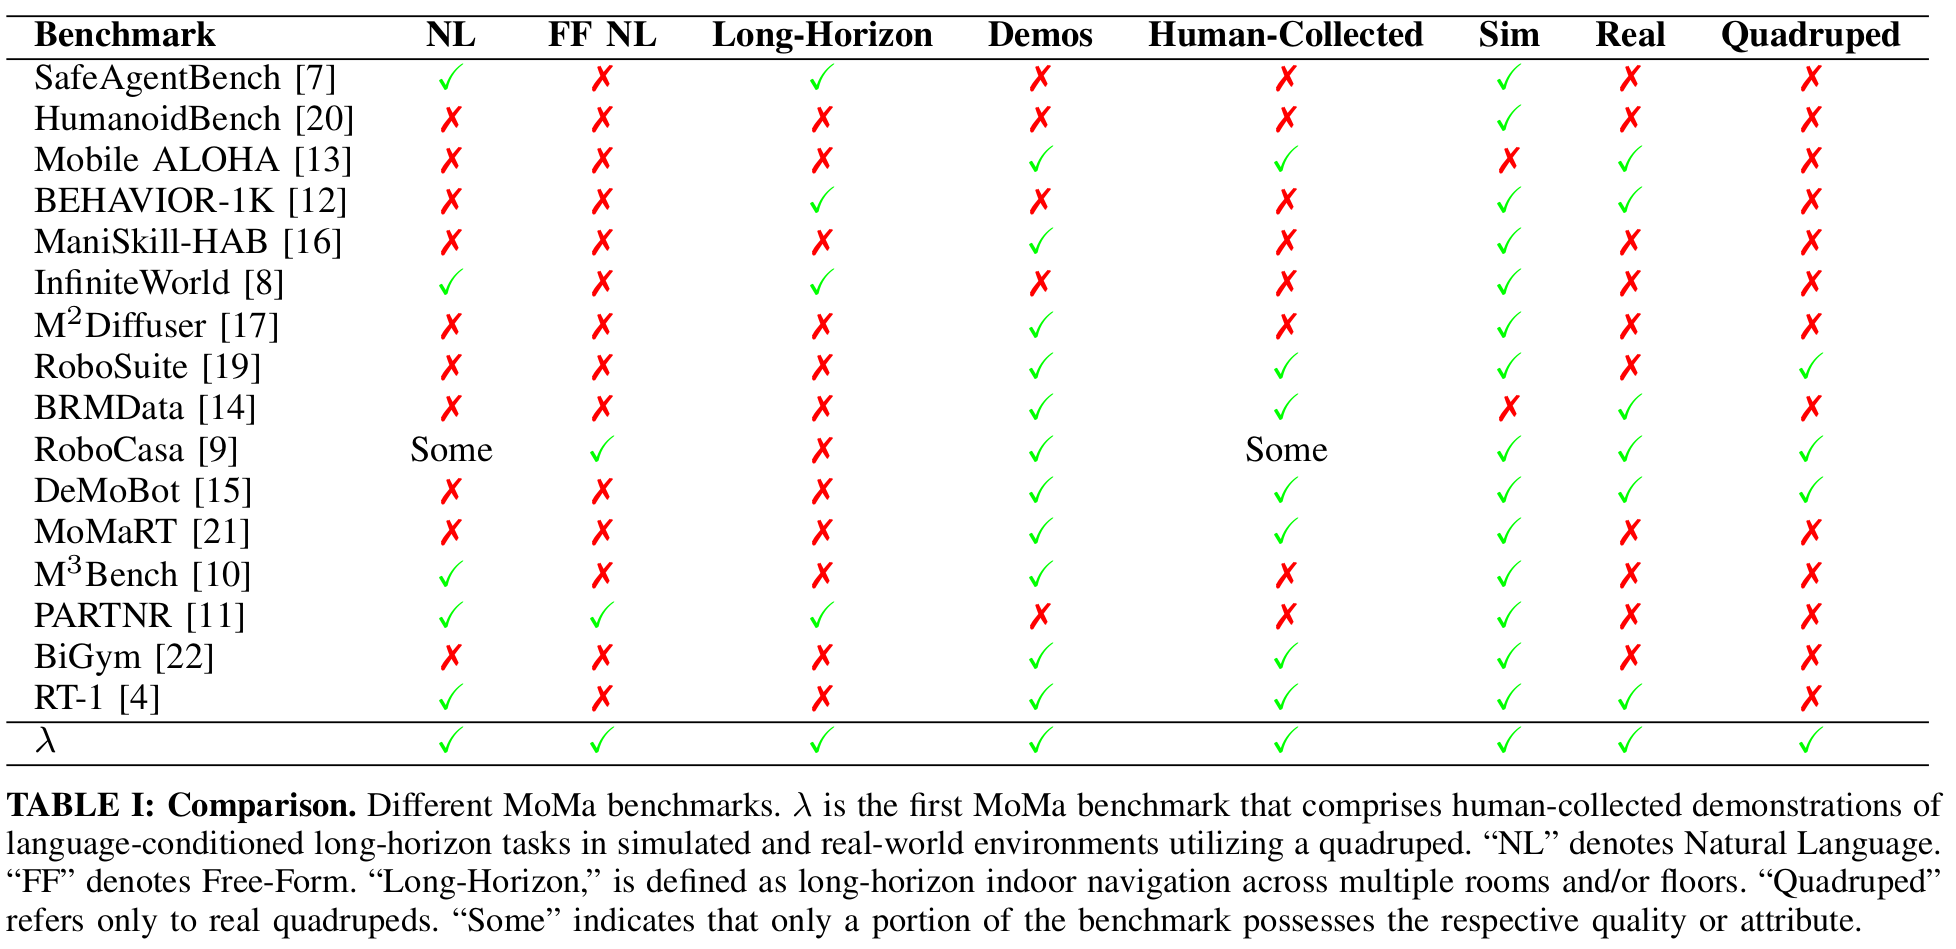 Benchmark NL FF NL Long-Horizon Demos Human-Collected Sim Real Quadruped
SafeAgentBench [7] ✓ ✗ ✓ ✗ ✗ ✓ ✗ ✗
HumanoidBench [20] ✗ ✗ ✗ ✗ ✗ ✓ ✗ ✗
Mobile ALOHA [13] ✗ ✗ ✗ ✓ ✓ ✗ ✓ ✗
BEHAVIOR-1K [12] ✗ ✗ ✓ ✗ ✗ ✓ ✓ ✗
ManiSkill-HAB [16] ✗ ✗ ✗ ✓ ✗ ✓ ✗ ✗
InfiniteWorld [8] ✓ ✗ ✓ ✗ ✗ ✓ ✗ ✗
M²Diffuser [17] ✗ ✗ ✗ ✓ ✗ ✓ ✗ ✗
RoboSuite [19] ✗ ✗ ✗ ✓ ✓ ✓ ✗ ✓
BRMData [14] ✗ ✗ ✗ ✓ ✓ ✗ ✓ ✗
RoboCasa [9] Some ✓ ✗ ✓ Some ✓ ✓ ✓
DeMoBot [15] ✗ ✗ ✗ ✓ ✓ ✓ ✓ ✓
MoMaRT [21] ✗ ✗ ✗ ✓ ✓ ✓ ✗ ✗
M³Bench [10] ✓ ✗ ✗ ✓ ✗ ✓ ✗ ✗
PARTNR [11] ✓ ✓ ✓ ✗ ✗ ✓ ✗ ✗
BiGym [22] ✗ ✗ ✗ ✓ ✓ ✓ ✗ ✗
RT-1 [4] ✓ ✗ ✗ ✓ ✓ ✓ ✓ ✗
λ ✓ ✓ ✓ ✓ ✓ ✓ ✓ ✓
TABLE I: Comparison. Different MoMa benchmarks. λ is the first MoMa benchmark that comprises human-collected demonstrations of
language-conditioned long-horizon tasks in simulated and real-world environments utilizing a quadruped. “NL” denotes Natural Language.
“FF” denotes Free-Form. “Long-Horizon,” is defined as long-horizon indoor navigation across multiple rooms and/or floors. “Quadruped”
refers only to real quadrupeds. “Some” indicates that only a portion of the benchmark possesses the respective quality or attribute.